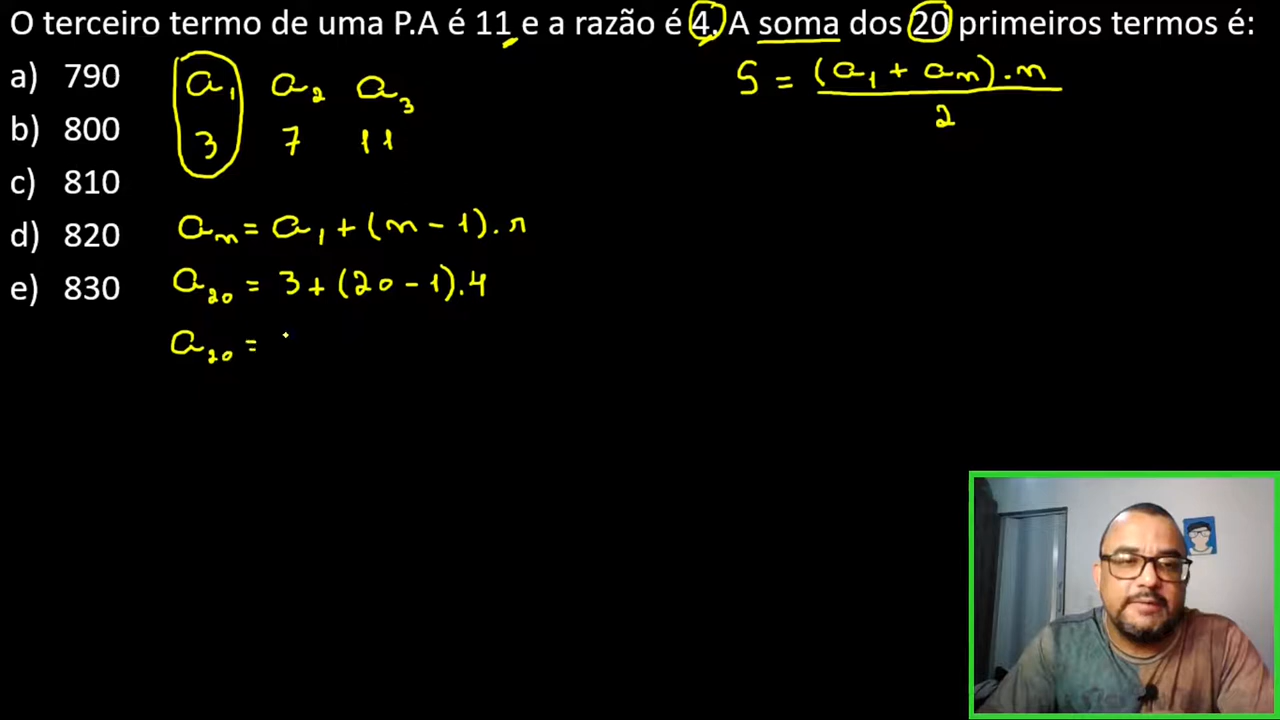 O terceiro termo de uma P.A é 11 e a razão é 4. A soma dos 20 primeiros termos é:
a) 790
b) 800
c) 810
d) 820
e) 830
a₁ a₂ a₃
3 7 11
aₙ = a₁ + (n - 1) . r
a₂₀ = 3 + (20 - 1) . 4
a₂₀ =
S = (a₁ + aₙ) . n
2